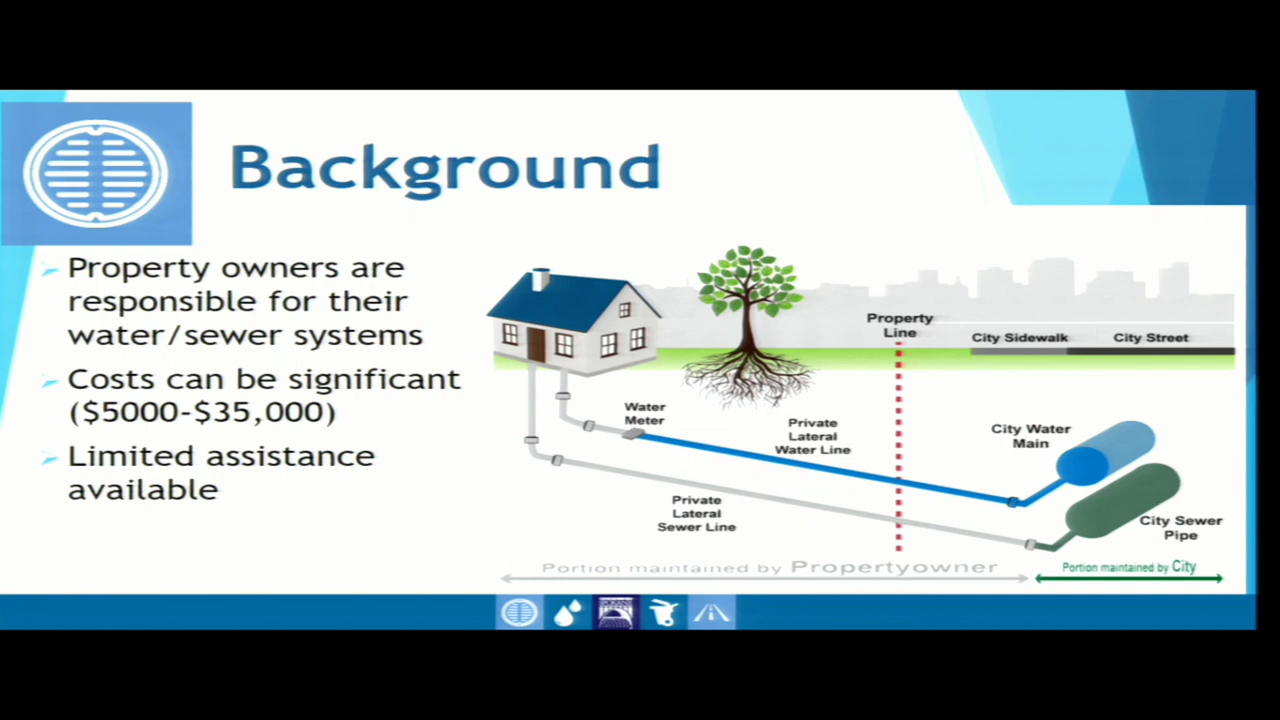 Background
Property owners are
responsible for their
water/sewer systems
Costs can be significant
($5000-$35,000)
Limited assistance
available
Property
Line
City Sidewalk
City Street
Water
Meter
Private
Lateral
Water Line
City Water
Main
Private
Lateral
Sewer Line
City Sewer
Pipe
Portion maintained by Propertyowner
Portion maintained by City